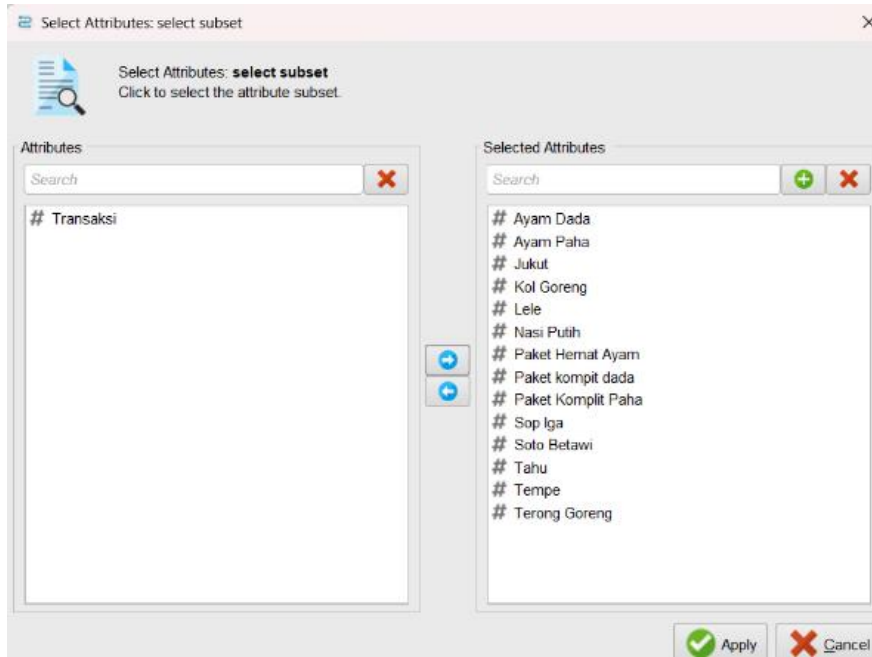 Select Attributes: select subset
Select Attributes: select subset
Click to select the attribute subset.
Attributes
Search
# Transaksi
Selected Attributes
Search
# Ayam Dada
# Ayam Paha
# Jukut
# Kol Goreng
# Lele
# Nasi Putih
# Paket Hemat Ayam
# Paket kompit dada
# Paket Komplit Paha
# Sop Iga
# Soto Betawi
# Tahu
# Tempe
# Terong Goreng
Apply
Cancel